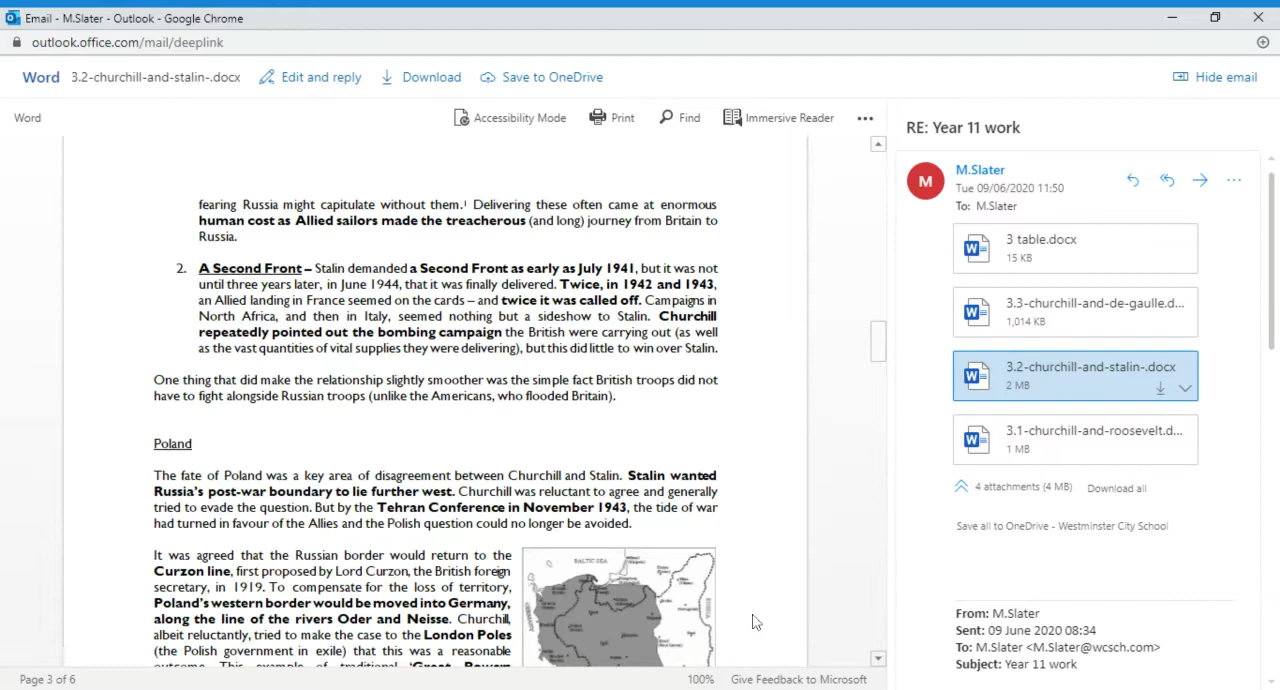 Email - M.Slater - Outlook - Google Chrome
outlook.office.com/mail/deeplink
Word 3.2-churchill-and-stalin-.docx Edit and reply Download Save to OneDrive Hide email
Word Accessibility Mode Print Find Immersive Reader
fearing Russia might capitulate without them.¹ Delivering these often came at enormous
human cost as Allied sailors made the treacherous (and long) journey from Britain to
Russia.
2. A Second Front – Stalin demanded a Second Front as early as July 1941, but it was not
until three years later, in June 1944, that it was finally delivered. Twice, in 1942 and 1943,
an Allied landing in France seemed on the cards – and twice it was called off. Campaigns in
North Africa, and then in Italy, seemed nothing but a sideshow to Stalin. Churchill
repeatedly pointed out the bombing campaign the British were carrying out (as well
as the vast quantities of vital supplies they were delivering), but this did little to win over Stalin.
One thing that did make the relationship slightly smoother was the simple fact British troops did not
have to fight alongside Russian troops (unlike the Americans, who flooded Britain).
Poland
The fate of Poland was a key area of disagreement between Churchill and Stalin. Stalin wanted
Russia's post-war boundary to lie further west. Churchill was reluctant to agree and generally
tried to evade the question. But by the Tehran Conference in November 1943, the tide of war
had turned in favour of the Allies and the Polish question could no longer be avoided.
It was agreed that the Russian border would return to the
Curzon line, first proposed by Lord Curzon, the British foreign
secretary, in 1919. To compensate for the loss of territory,
Poland's western border would be moved into Germany,
along the line of the rivers Oder and Neisse. Churchill,
albeit reluctantly, tried to make the case to the London Poles
(the Polish government in exile) that this was a reasonable
outcome. This example of traditional 'Great Powers
BALTIC SEA
Page 3 of 6 100% Give Feedback to Microsoft
RE: Year 11 work
M
M.Slater
Tue 09/06/2020 11:50
To: M.Slater
3 table.docx
15 KB
3.3-churchill-and-de-gaulle.d...
1,014 KB
3.2-churchill-and-stalin-.docx
2 MB
3.1-churchill-and-roosevelt.d...
1 MB
4 attachments (4 MB) Download all
Save all to OneDrive - Westminster City School
From: M.Slater
Sent: 09 June 2020 08:34
To: M.Slater <M.Slater@wcsch.com>
Subject: Year 11 work